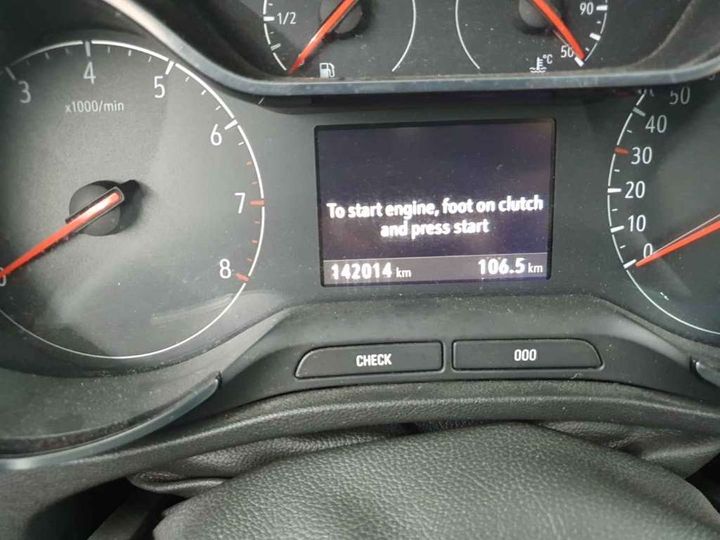 1/2
90
50
°C
3
4
5
6
7
8
x1000/min
50
40
30
20
10
0
To start engine, foot on clutch
and press start
142014 km
106.5 km
CHECK
000